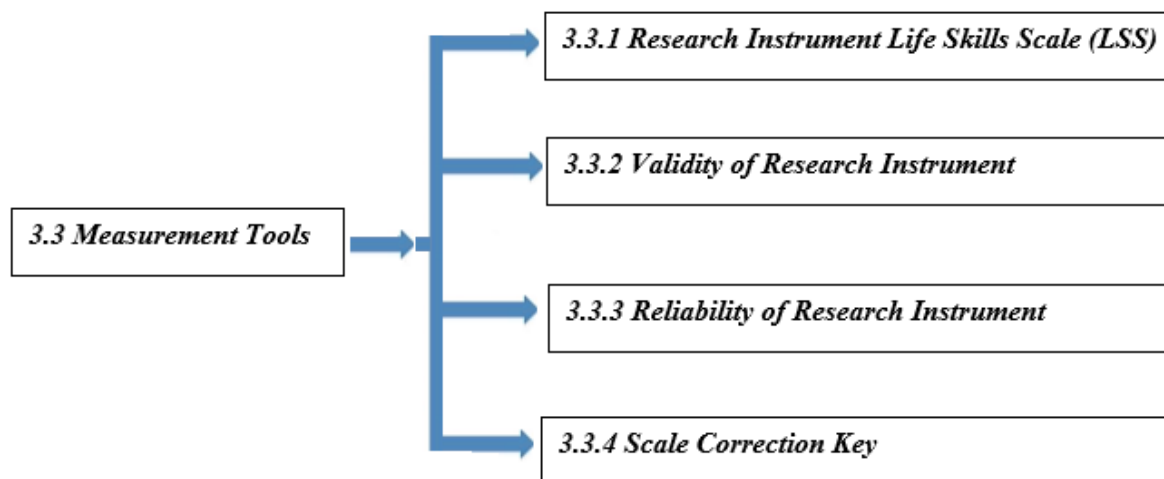 3.3.1 Research Instrument Life Skills Scale (LSS)
3.3.2 Validity of Research Instrument
3.3 Measurement Tools
3.3.3 Reliability of Research Instrument
3.3.4 Scale Correction Key